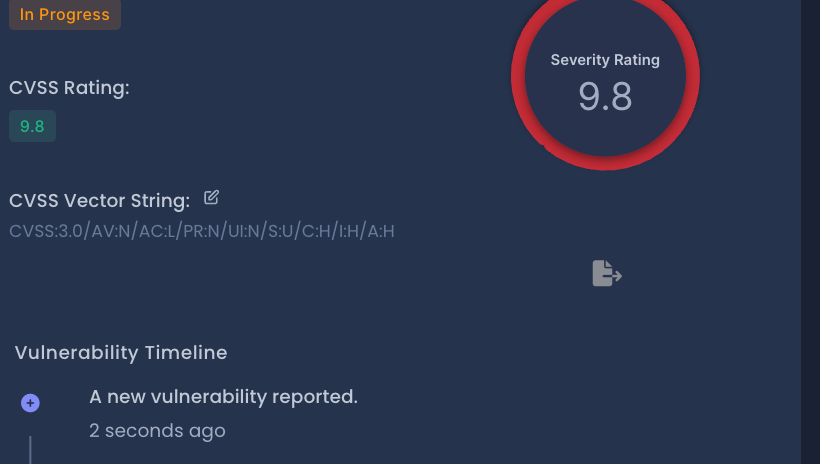 In Progress
Severity Rating
9.8
CVSS Rating:
9.8
CVSS Vector String:
CVSS:3.0/AV:N/AC:L/PR:N/UI:N/S:U/C:H/I:H/A:H
Vulnerability Timeline
A new vulnerability reported.
2 seconds ago